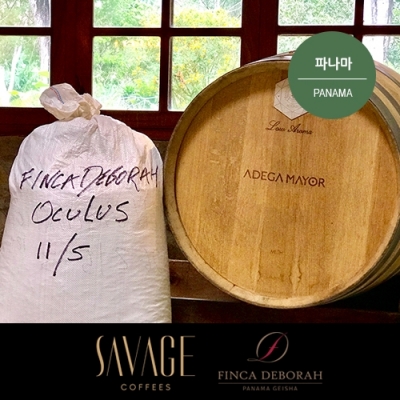 파나마
PANAMA
FINCA DEBORAH
OCULUS
11/5
ADEGA MAYOR
SAVAGE
COFFEES
FINCA DEBORAH
PANAMA GEISHA